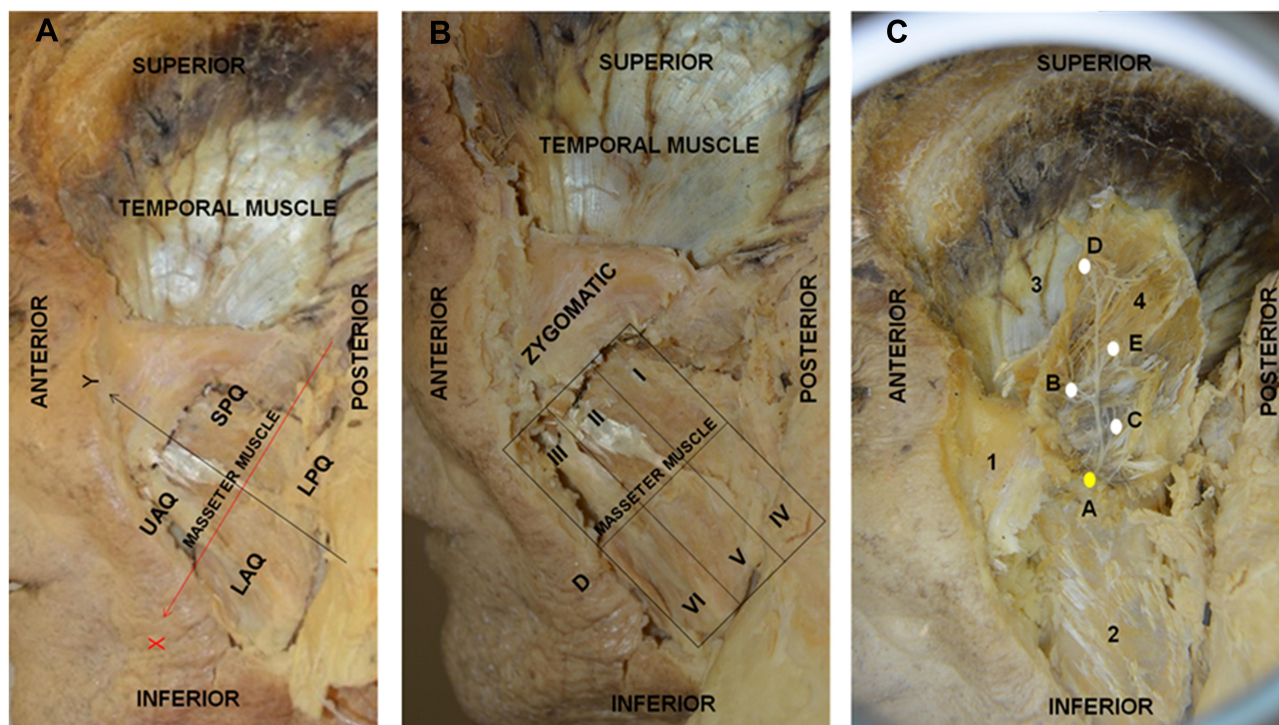 A
SUPERIOR
TEMPORAL MUSCLE
ANTERIOR
POSTERIOR
Y
SPQ
MASSETER MUSCLE
LPQ
UAQ
LAQ
X
INFERIOR
B
SUPERIOR
TEMPORAL MUSCLE
ANTERIOR
POSTERIOR
ZYGOMATIC
I
II
III
MASSETER MUSCLE
IV
V
VI
D
INFERIOR
C
SUPERIOR
ANTERIOR
POSTERIOR
D
3
4
E
B
C
1
A
2
INFERIOR